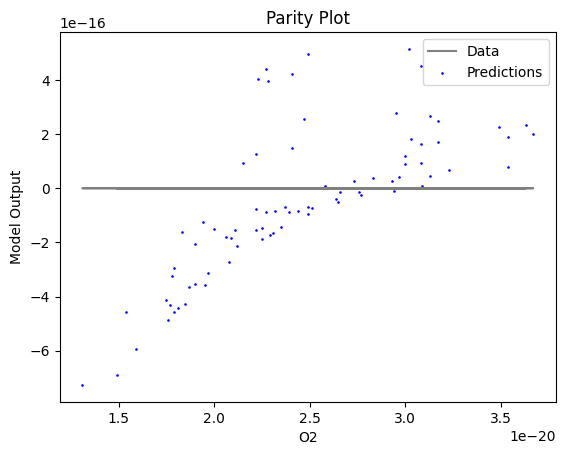 Parity Plot
1e−16
Data
Predictions
4
2
0
−2
−4
−6
Model Output
1.5
2.0
2.5
3.0
3.5
1e−20
O2